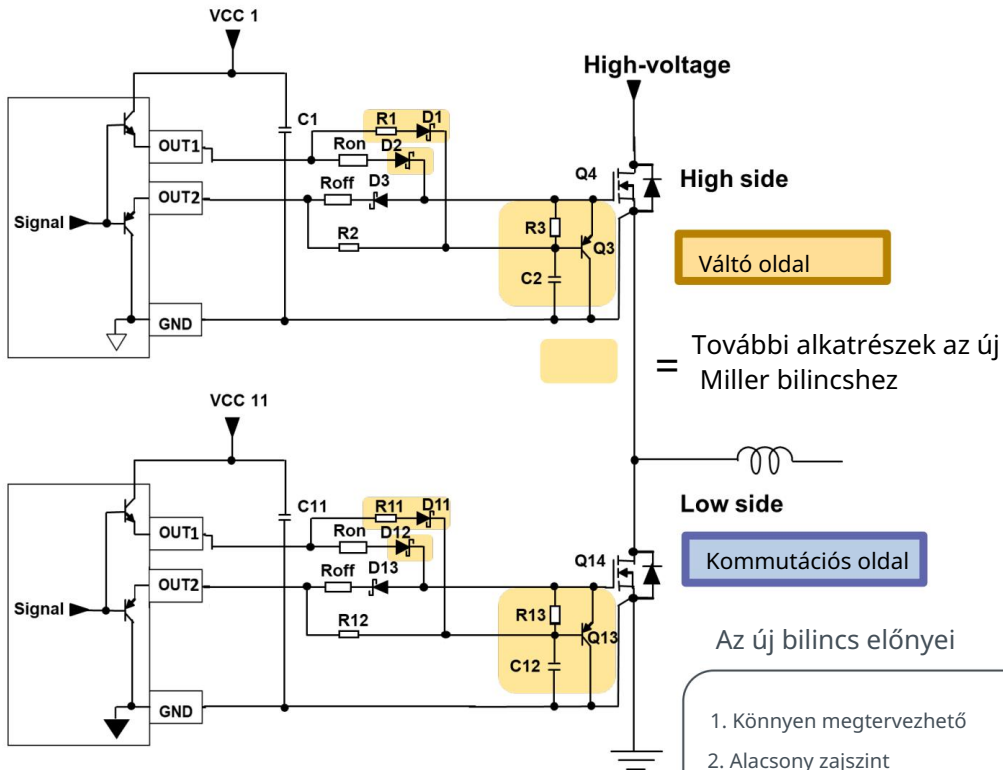 VCC 1
High-voltage
C1
R1 D1
OUT1
Ron D2
Roff D3
Q4
High side
OUT2
Signal
R2
R3
Q3
Váltó oldal
C2
GND
= További alkatrészek az új
Miller bilincshez
VCC 11
Low side
C11
R11 D11
OUT1
Ron D12
Roff D13
Q14
Kommutációs oldal
OUT2
Signal
R12
R13
Q13
Az új bilincs előnyei
C12
GND
1. Könnyen megtervezhető
2. Alacsony zajszint